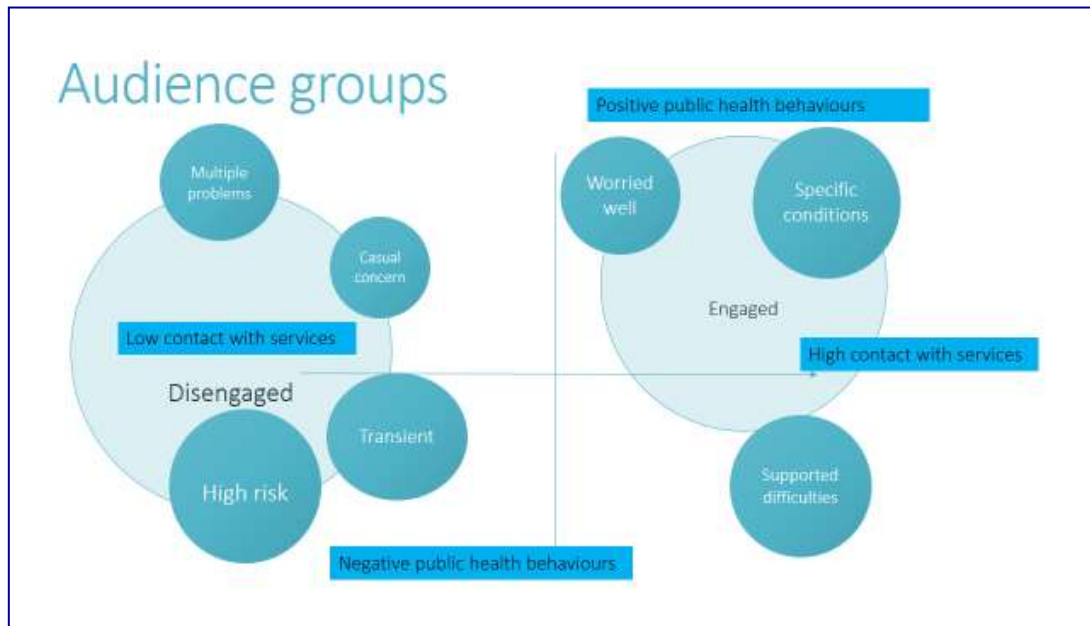 Audience groups
Positive public health behaviours
Multiple
problems
Worried
well
Specific
conditions
Casual
concern
Engaged
Low contact with services
High contact with services
Disengaged
Transient
High risk
Supported
difficulties
Negative public health behaviours